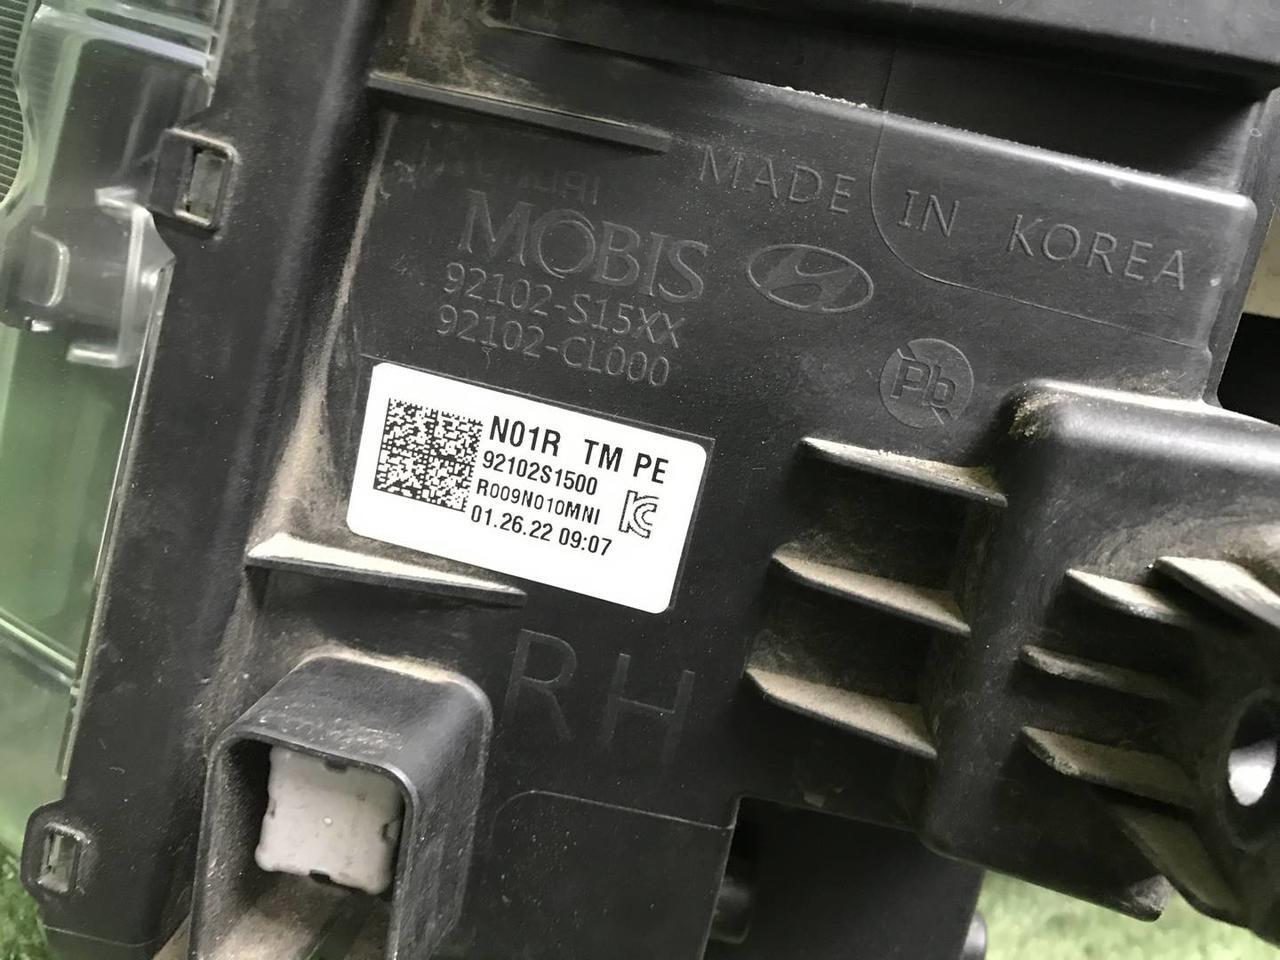 MADE IN KOREA
MOBIS
92102-S15XX
92102-CL000
Pb
N01R TM PE
92102S1500
R009N010MNI
01.26.22 09:07
RH